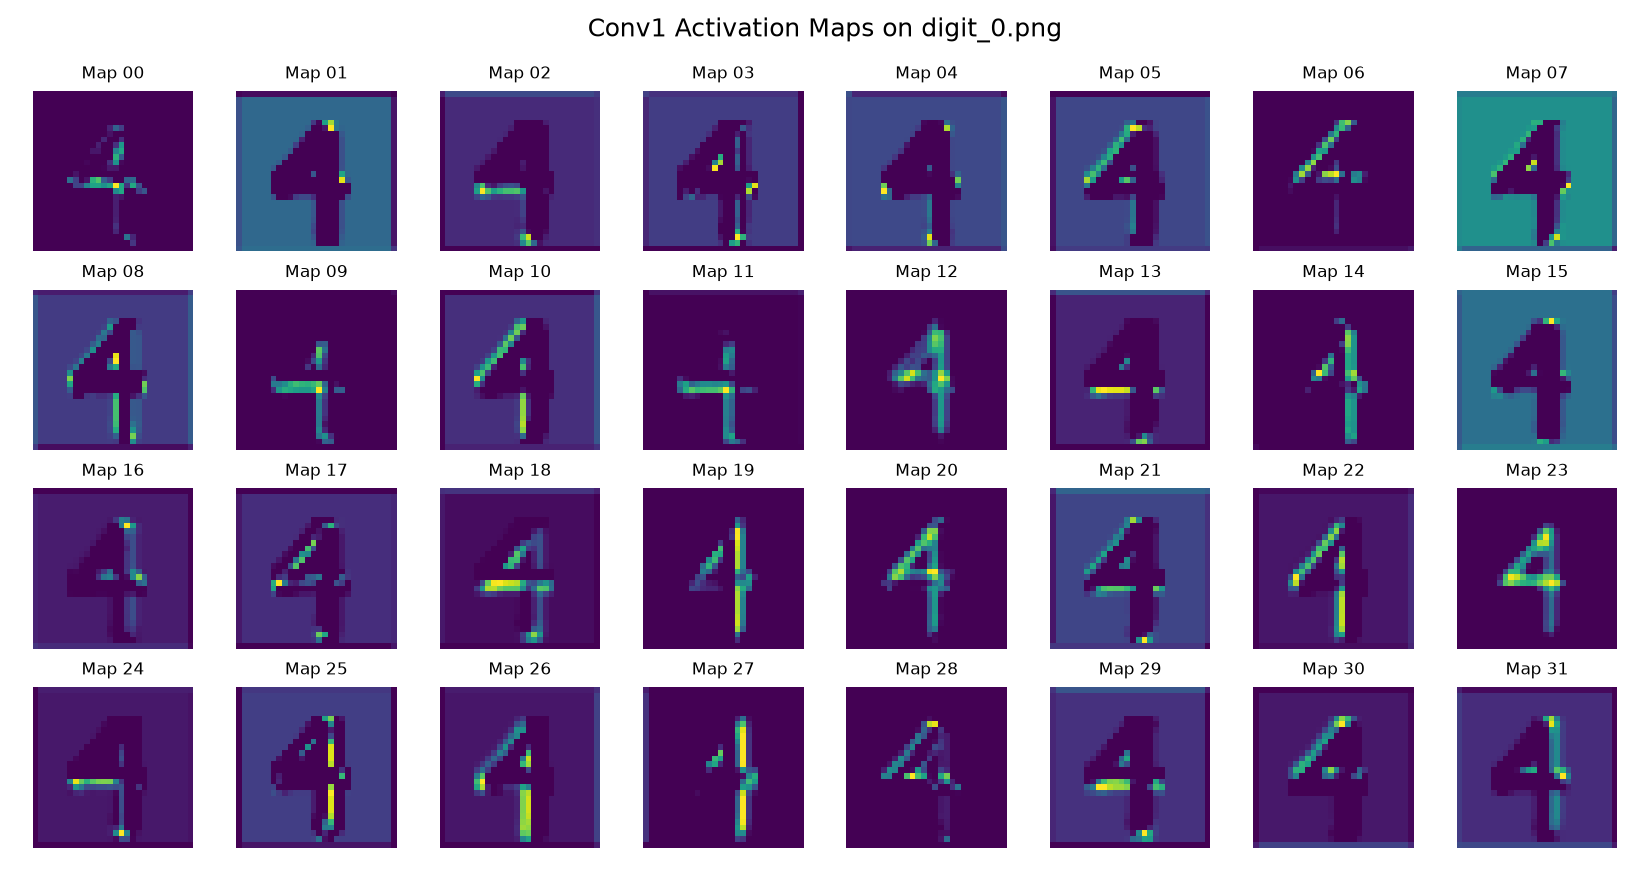 Conv1 Activation Maps on digit_0.png
Map 00 Map 01 Map 02 Map 03 Map 04 Map 05 Map 06 Map 07
Map 08 Map 09 Map 10 Map 11 Map 12 Map 13 Map 14 Map 15
Map 16 Map 17 Map 18 Map 19 Map 20 Map 21 Map 22 Map 23
Map 24 Map 25 Map 26 Map 27 Map 28 Map 29 Map 30 Map 31